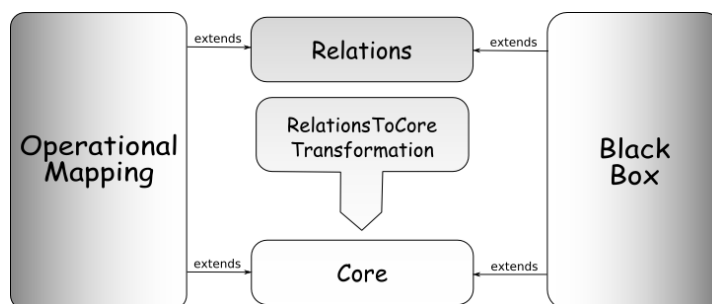 extends
Relations
extends
RelationsToCore
Transformation
Operational
Mapping
Black
Box
extends
Core
extends